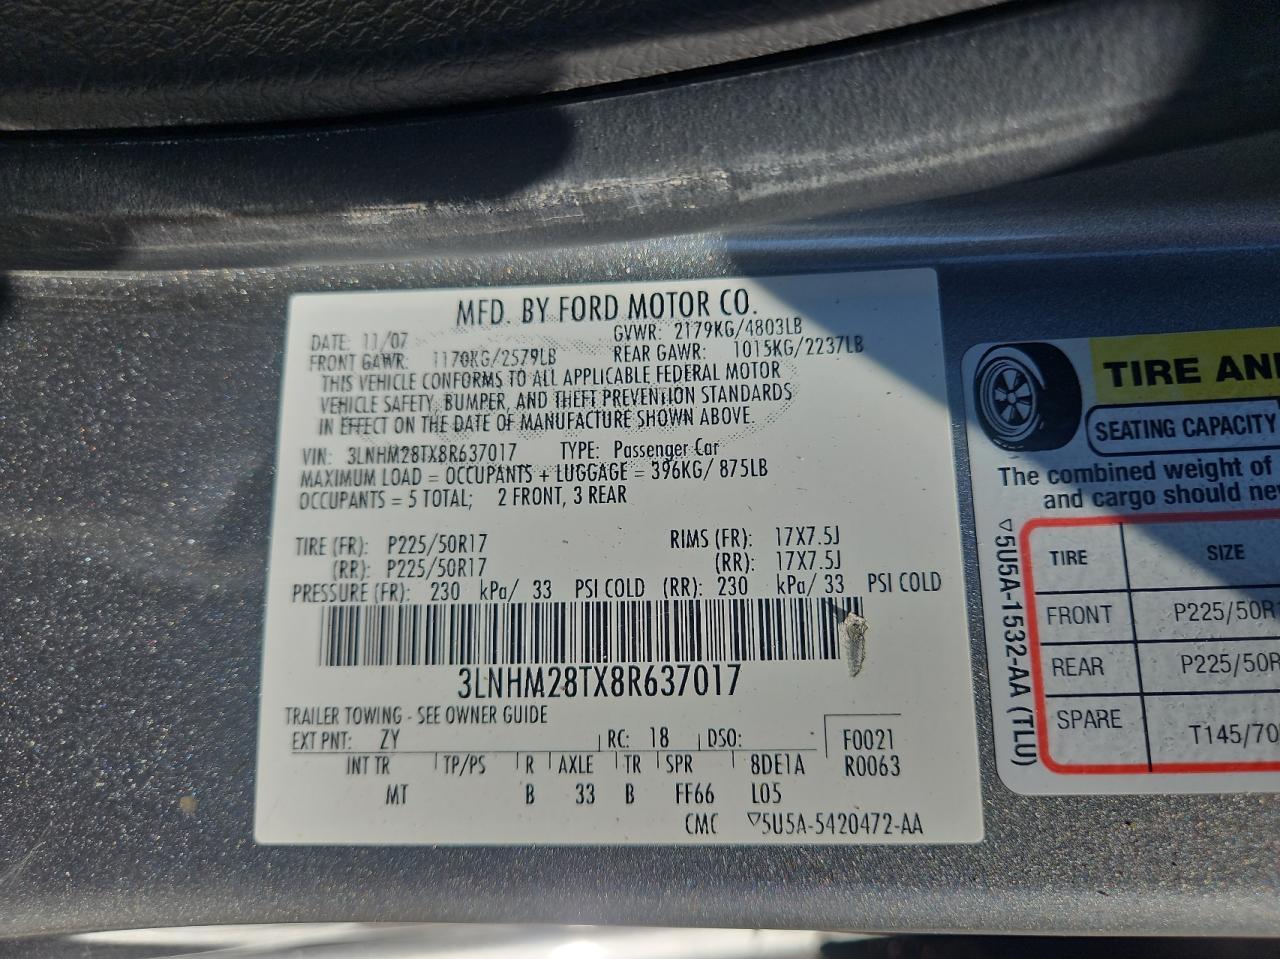 MFD. BY FORD MOTOR CO.
DATE: 11/07 GVWR: 2179KG/4803LB
FRONT GAWR: 1170KG/2579LB REAR GAWR: 1015KG/2237LB
THIS VEHICLE CONFORMS TO ALL APPLICABLE FEDERAL MOTOR
VEHICLE SAFETY, BUMPER, AND THEFT PREVENTION STANDARDS
IN EFFECT ON THE DATE OF MANUFACTURE SHOWN ABOVE.
VIN: 3LNHM28TX8R637017 TYPE: Passenger Car
MAXIMUM LOAD = OCCUPANTS + LUGGAGE = 396KG/ 875LB
OCCUPANTS = 5 TOTAL; 2 FRONT, 3 REAR
TIRE (FR): P225/50R17 RIMS (FR): 17X7.5J
(RR): P225/50R17 (RR): 17X7.5J
PRESSURE (FR): 230 kPa/ 33 PSI COLD (RR): 230 kPa/ 33 PSI COLD
3LNHM28TX8R637017
TRAILER TOWING - SEE OWNER GUIDE
EXT PNT: ZY RC: 18 DSO: F0021
INT TR TP/PS R AXLE TR SPR 8DE1A R0063
MT B 33 B FF66 L05
CMC ▽5U5A-5420472-AA
TIRE AN
SEATING CAPACITY
The combined weight of
and cargo should ne
▽5U5A-1532-AA (TLU)
TIRE SIZE
FRONT P225/50R
REAR P225/50R
SPARE T145/70